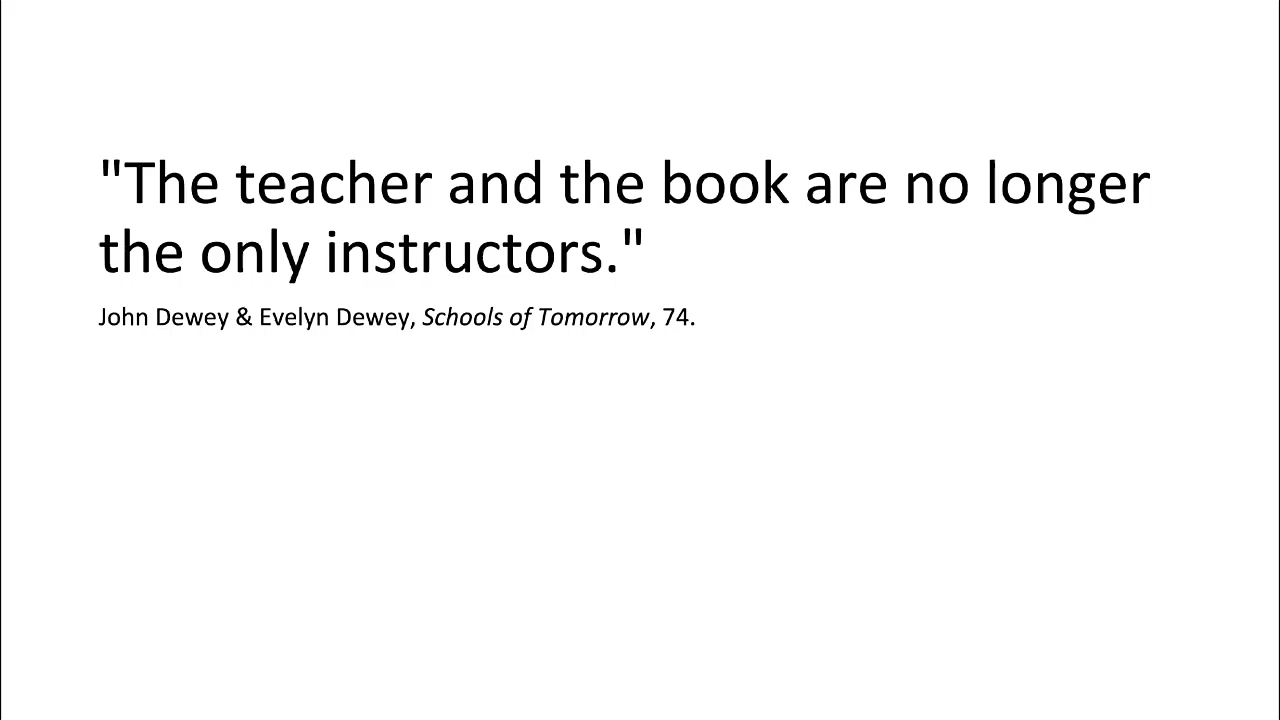 "The teacher and the book are no longer
the only instructors."
John Dewey & Evelyn Dewey, Schools of Tomorrow, 74.